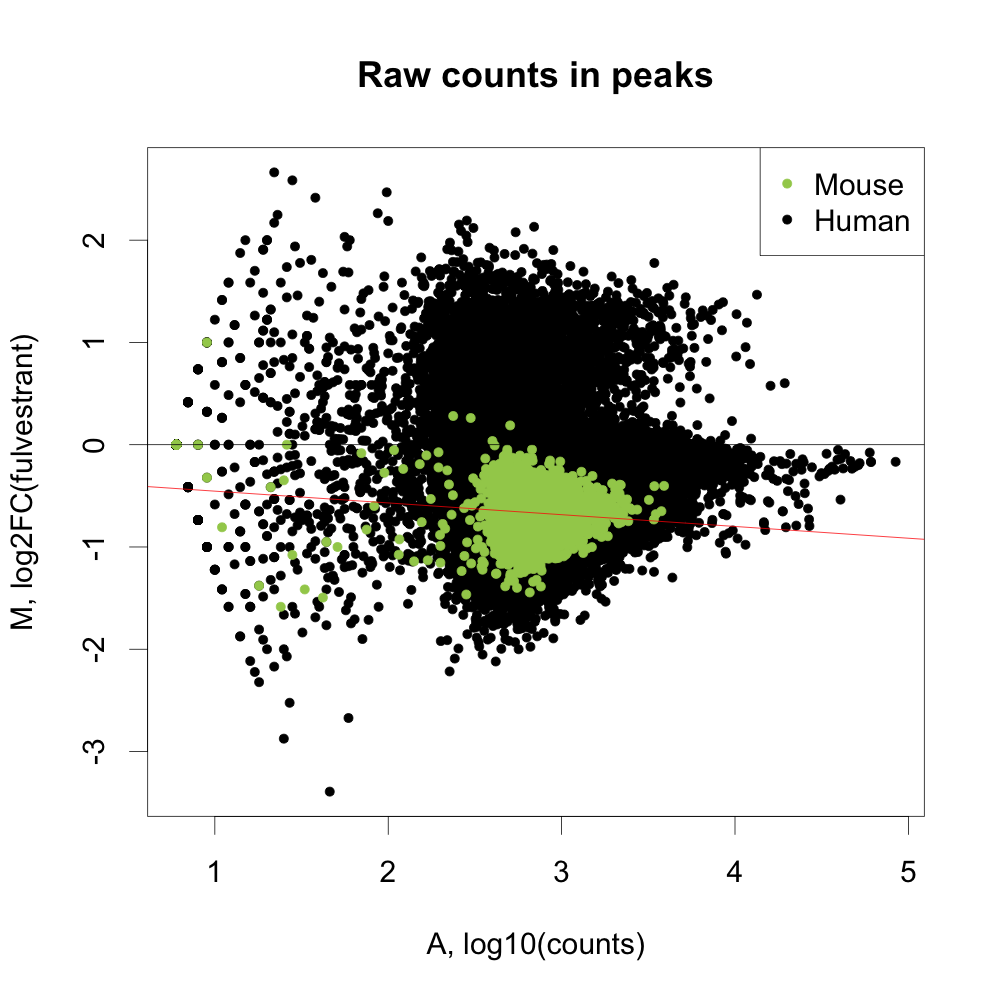 Raw counts in peaks
Mouse
Human
M, log2FC(fulvestrant)
2
1
0
-1
-2
-3
1
2
3
4
5
A, log10(counts)